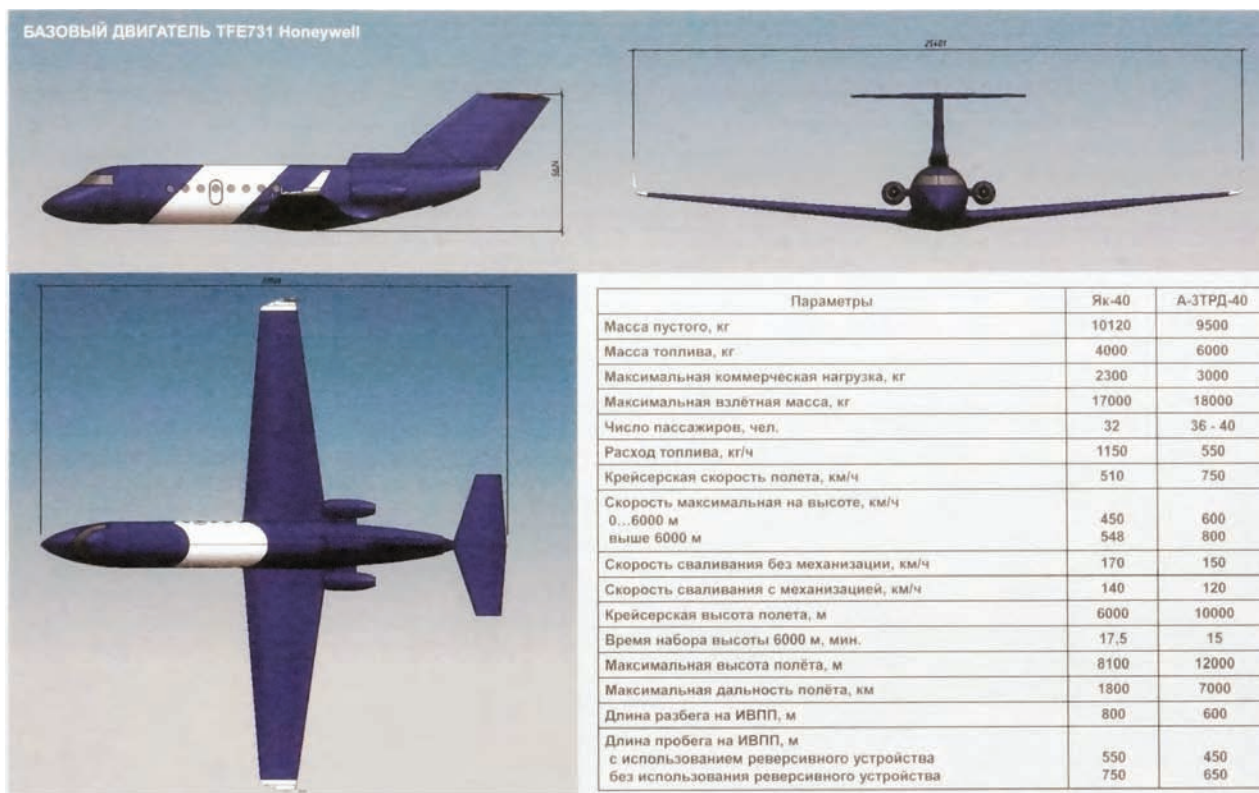 БАЗОВЫЙ ДВИГАТЕЛЬ TFE731 Honeywell
25401
Параметры Як-40 А-3ТРД-40
Масса пустого, кг 10120 9500
Масса топлива, кг 4000 6000
Максимальная коммерческая нагрузка, кг 2300 3000
Максимальная взлётная масса, кг 17000 18000
Число пассажиров, чел. 32 36 - 40
Расход топлива, кг/ч 1150 550
Крейсерская скорость полета, км/ч 510 750
Скорость максимальная на высоте, км/ч
0...6000 м 450 600
выше 6000 м 548 800
Скорость сваливания без механизации, км/ч 170 150
Скорость сваливания с механизацией, км/ч 140 120
Крейсерская высота полета, м 6000 10000
Время набора высоты 6000 м, мин. 17,5 15
Максимальная высота полёта, м 8100 12000
Максимальная дальность полёта, км 1800 7000
Длина разбега на ИВПП, м 800 600
Длина пробега на ИВПП, м
с использованием реверсивного устройства 550 450
без использования реверсивного устройства 750 650